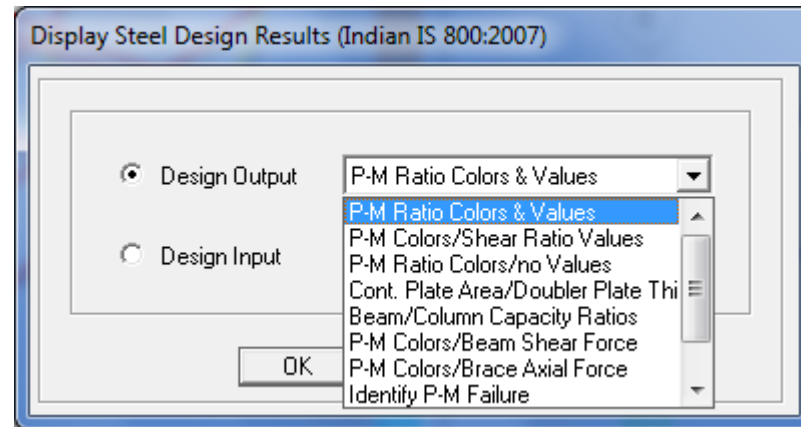 Display Steel Design Results (Indian IS 800:2007)
Design Output P-M Ratio Colors & Values
P-M Ratio Colors & Values
P-M Colors/Shear Ratio Values
Design Input P-M Ratio Colors/no Values
Cont. Plate Area/Doubler Plate Thi
Beam/Column Capacity Ratios
P-M Colors/Beam Shear Force
OK P-M Colors/Brace Axial Force
Identify P-M Failure